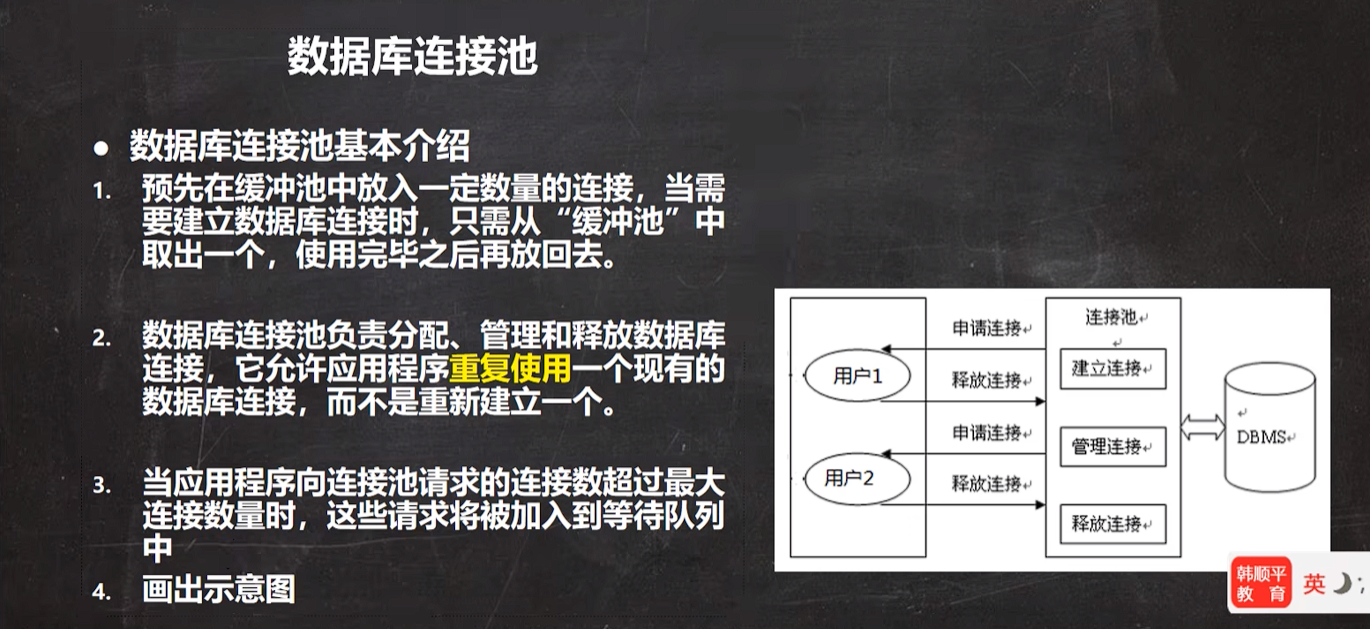 数据库连接池
● 数据库连接池基本介绍
1. 预先在缓冲池中放入一定数量的连接，当需
要建立数据库连接时，只需从“缓冲池”中
取出一个，使用完毕之后再放回去。
2. 数据库连接池负责分配、管理和释放数据库
连接，它允许应用程序重复使用一个现有的
数据库连接，而不是重新建立一个。
3. 当应用程序向连接池请求的连接数超过最大
连接数量时，这些请求将被加入到等待队列
中
4. 画出示意图
用户1
用户2
申请连接
释放连接
申请连接
释放连接
连接池
建立连接
管理连接
释放连接
DBMS
韩顺平
教 育
英